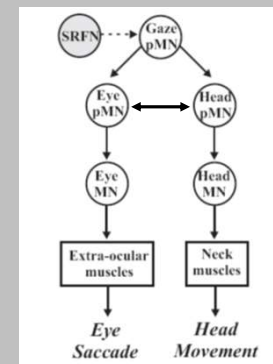 SRFN
Gaze
pMN
Eye
pMN
Head
pMN
Eye
MN
Head
MN
Extra-ocular
muscles
Neck
muscles
Eye
Saccade
Head
Movement